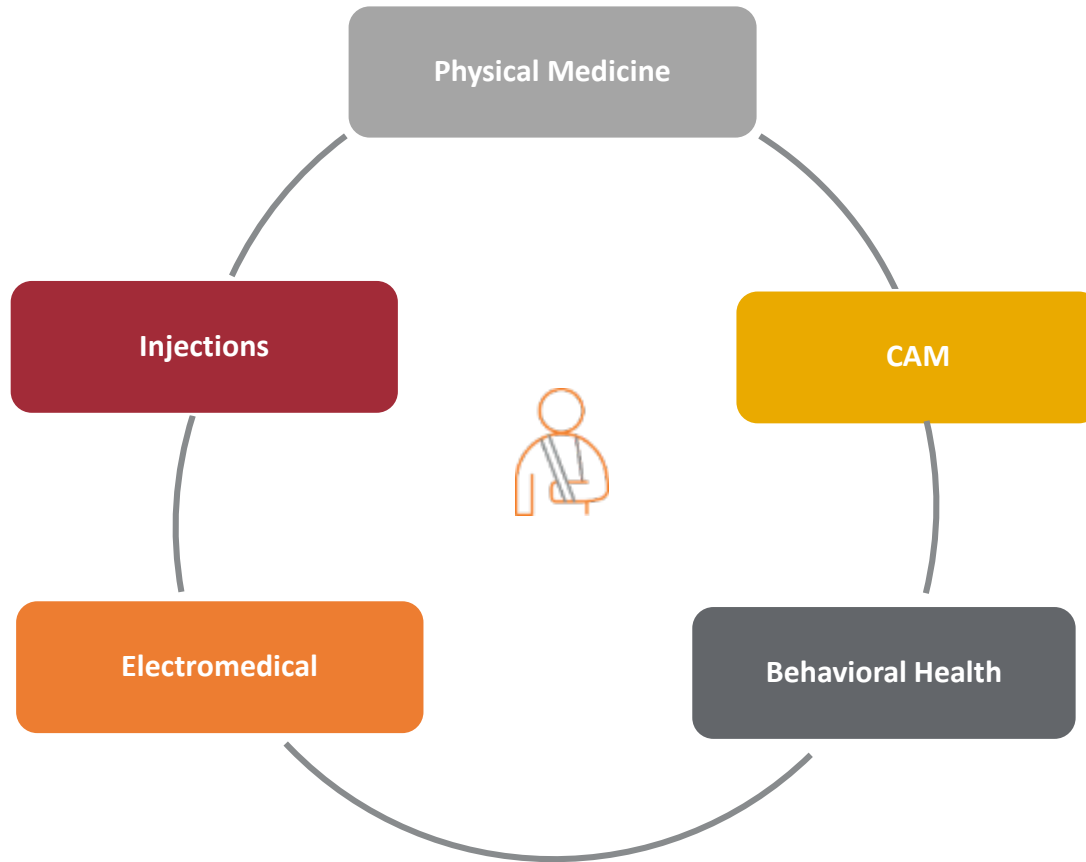 Physical Medicine
Injections
CAM
Electromedical
Behavioral Health